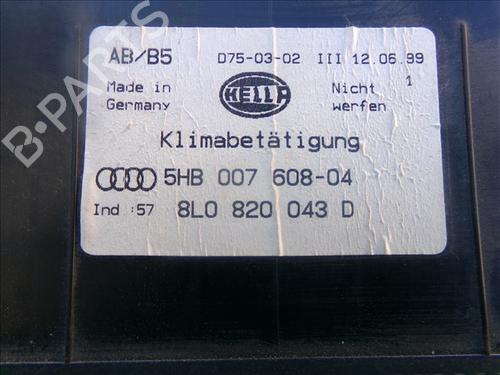 AB/B5 D75-03-02 III 12.06.99
Made in Germany
HELLA
Nicht werfen
1
Klimabetätigung
5HB 007 608-04
Ind :57 8L0 820 043 D
B-PARTS